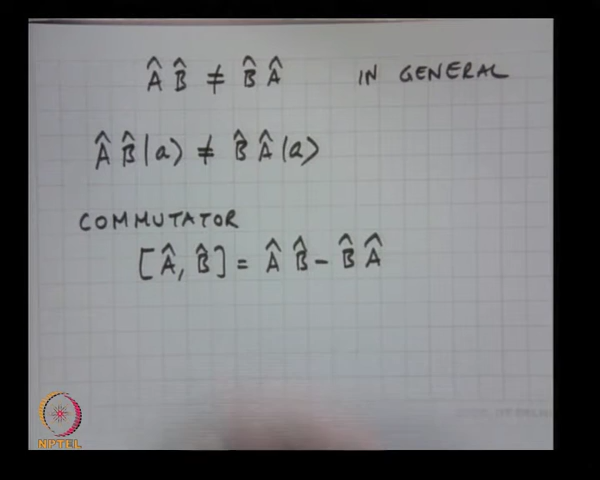 Â B̂ ≠ B̂ Â IN GENERAL
Â B̂ |a⟩ ≠ B̂ Â |a⟩
COMMUTATOR
[Â, B̂] = Â B̂ - B̂ Â
NPTEL